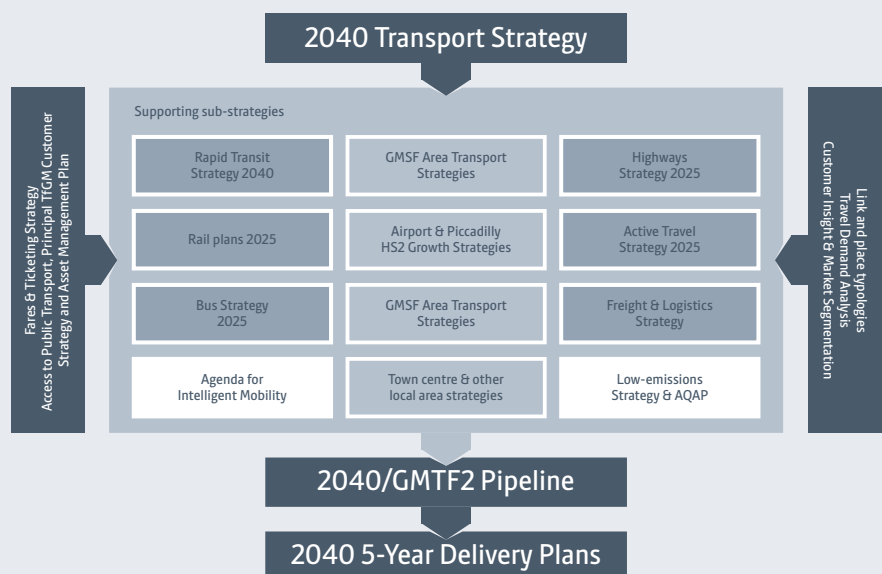 2040 Transport Strategy
Fares & Ticketing Strategy
Access to Public Transport, Principal TfGM Customer
Strategy and Asset Management Plan
Supporting sub-strategies
Rapid Transit
Strategy 2040
GMSF Area Transport
Strategies
Highways
Strategy 2025
Rail plans 2025
Airport & Piccadilly
HS2 Growth Strategies
Active Travel
Strategy 2025
Bus Strategy
2025
GMSF Area Transport
Strategies
Freight & Logistics
Strategy
Agenda for
Intelligent Mobility
Town centre & other
local area strategies
Low-emissions
Strategy & AQAP
Link and place typologies
Travel Demand Analysis
Customer Insight & Market Segmentation
2040/GMTF2 Pipeline
2040 5-Year Delivery Plans